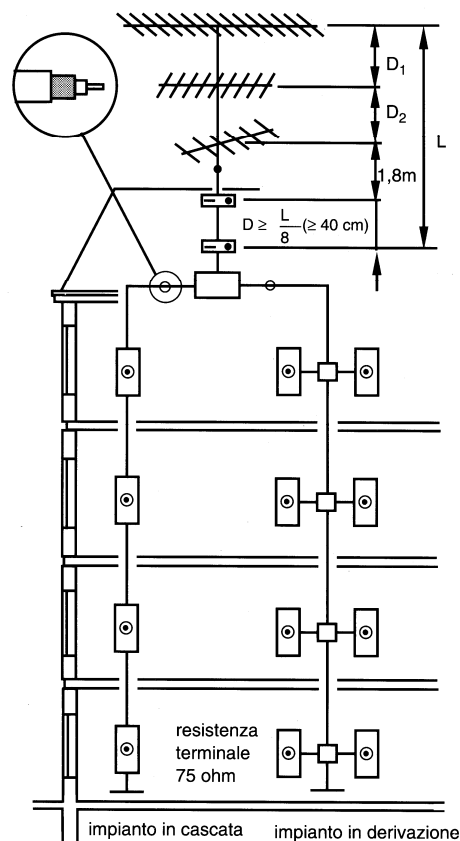 D1
D2
L
1,8m
D ≥ L/8 (≥ 40 cm)
resistenza
terminale
75 ohm
impianto in cascata
impianto in derivazione